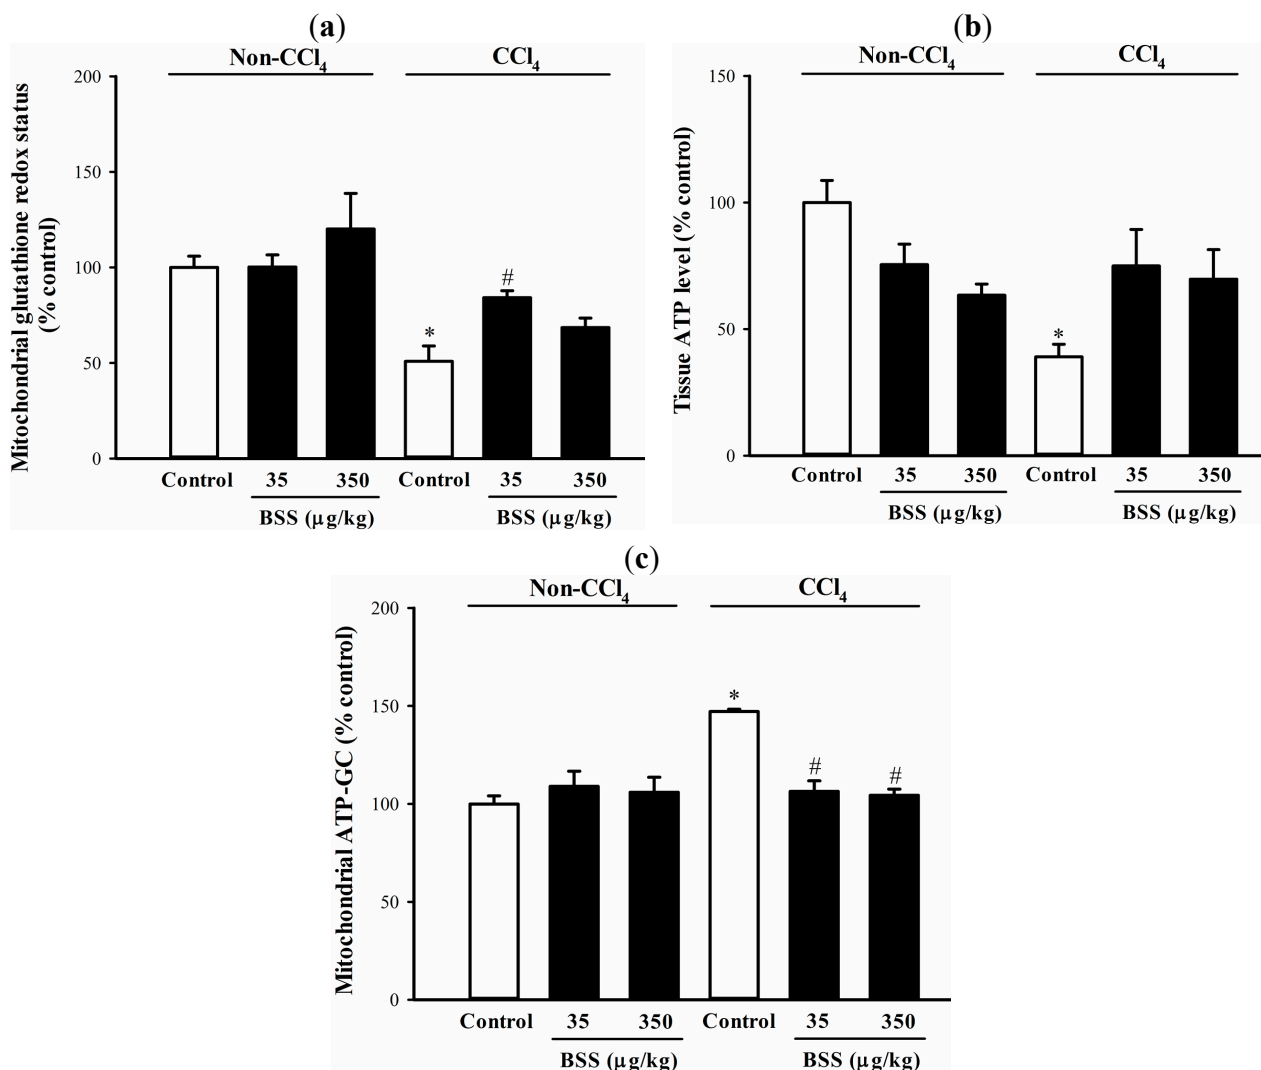 (a)
Non-CCl4 CCl4
Mitochondrial glutathione redox status
(% control)
200
150
100
50
0
*
#
Control 35 350 Control 35 350
BSS (μg/kg) BSS (μg/kg)
(b)
Non-CCl4 CCl4
Tissue ATP level (% control)
150
100
50
0
*
Control 35 350 Control 35 350
BSS (μg/kg) BSS (μg/kg)
(c)
Non-CCl4 CCl4
Mitochondrial ATP-GC (% control)
200
150
100
50
0
*
# #
Control 35 350 Control 35 350
BSS (μg/kg) BSS (μg/kg)